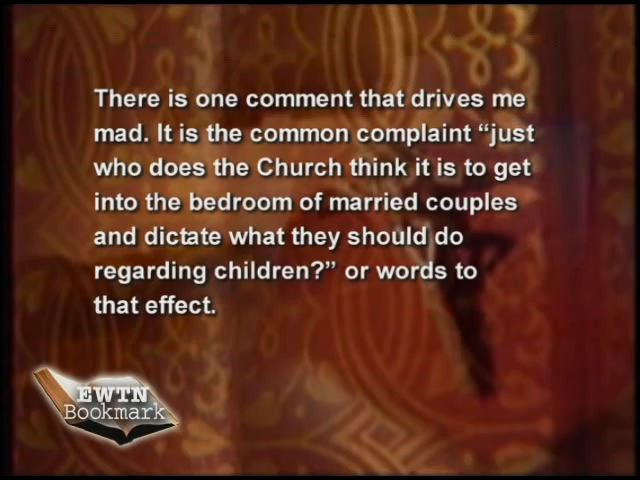 There is one comment that drives me
mad. It is the common complaint “just
who does the Church think it is to get
into the bedroom of married couples
and dictate what they should do
regarding children?” or words to
that effect.
EWTN
Bookmark